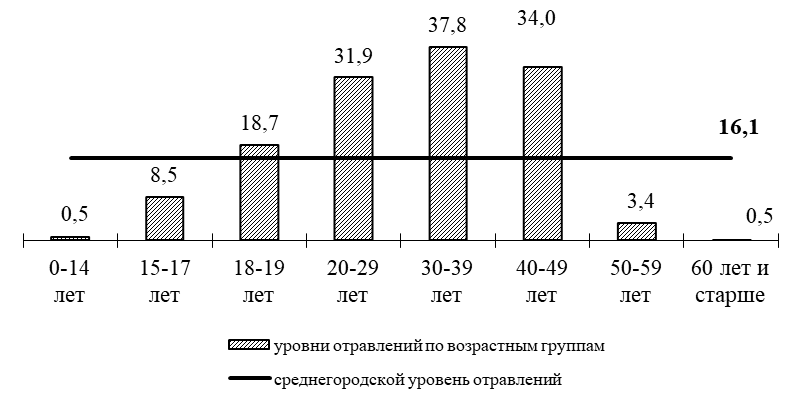 37,8
34,0
31,9
18,7
16,1
8,5
0,5
3,4
0,5
0-14 лет
15-17 лет
18-19 лет
20-29 лет
30-39 лет
40-49 лет
50-59 лет
60 лет и старше
уровни отравлений по возрастным группам
среднегородской уровень отравлений